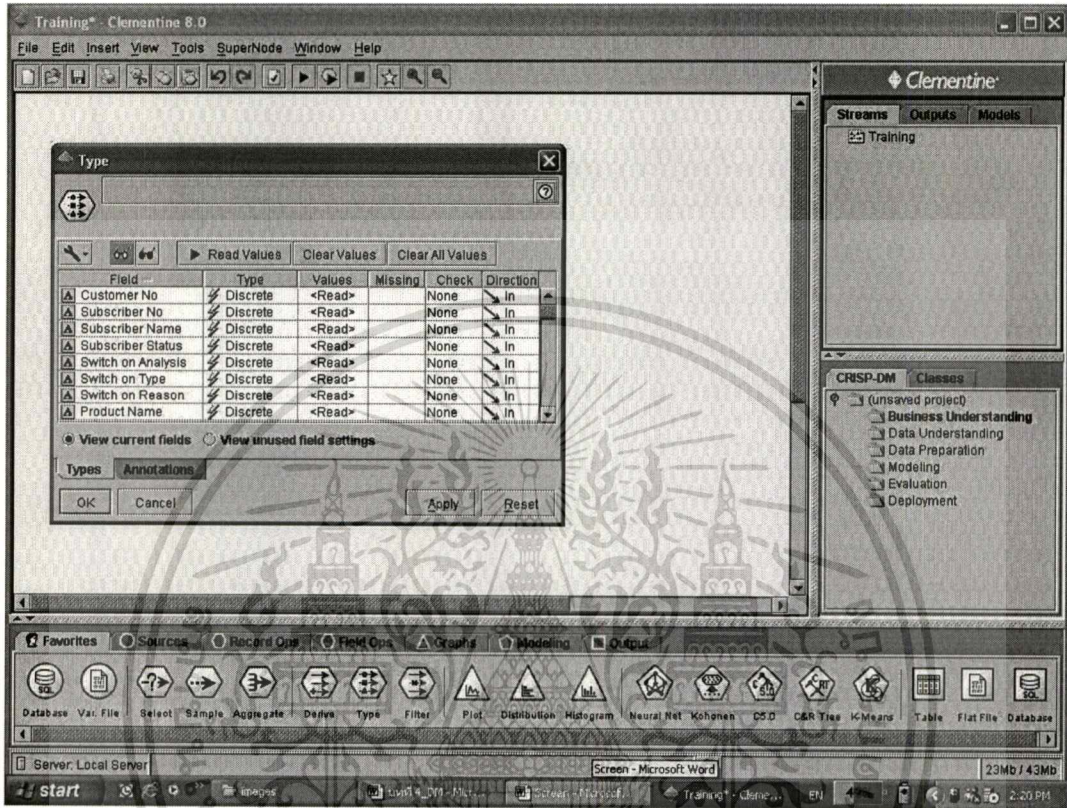 Training* - Clementine 8.0
File Edit Insert View Tools SuperNode Window Help
Clementine
Streams Outputs Models
Training
Type
Read Values Clear Values Clear All Values
Field Type Values Missing Check Direction
Customer No Discrete <Read> None In
Subscriber No Discrete <Read> None In
Subscriber Name Discrete <Read> None In
Subscriber Status Discrete <Read> None In
Switch on Analysis Discrete <Read> None In
Switch on Type Discrete <Read> None In
Switch on Reason Discrete <Read> None In
Product Name Discrete <Read> None In
View current fields View unused field settings
Types Annotations
OK Cancel Apply Reset
CRISP-DM Classes
(unsaved project)
Business Understanding
Data Understanding
Data Preparation
Modeling
Evaluation
Deployment
Favorites Sources Record Ops Field Ops Graphs Modeling Output
Database Var. File Select Sample Aggregate Derive Type Filter Plot Distribution Histogram Neural Net Kohonen C5.0 C&R Tree K-Means Table Flat File Database
Server: Local Server Screen - Microsoft Word 23Mb / 43Mb
start images Screen - Microsof... Training* - Cleme... EN 2:20 PM